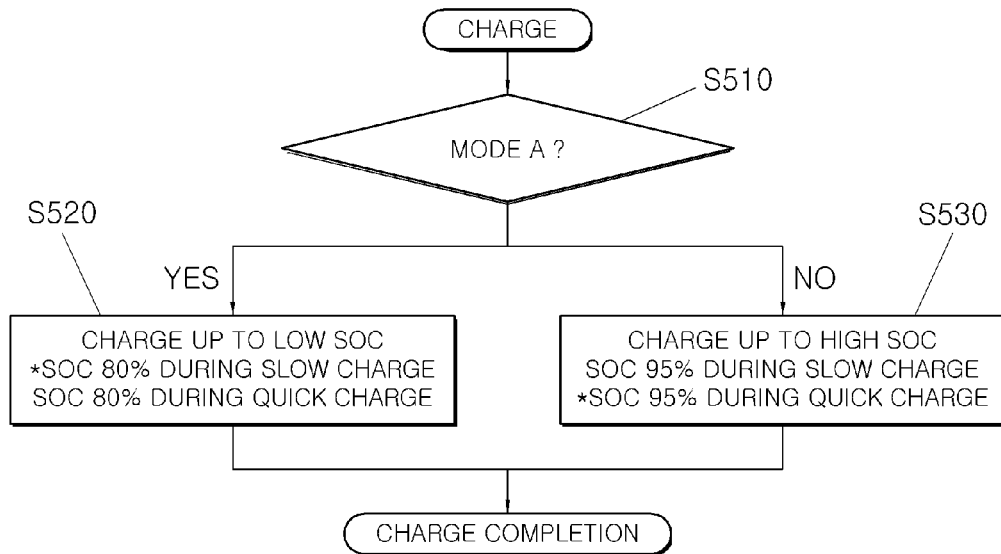 CHARGE
S510
MODE A ?
S520
S530
YES
NO
CHARGE UP TO LOW SOC
*SOC 80% DURING SLOW CHARGE
SOC 80% DURING QUICK CHARGE
CHARGE UP TO HIGH SOC
SOC 95% DURING SLOW CHARGE
*SOC 95% DURING QUICK CHARGE
CHARGE COMPLETION